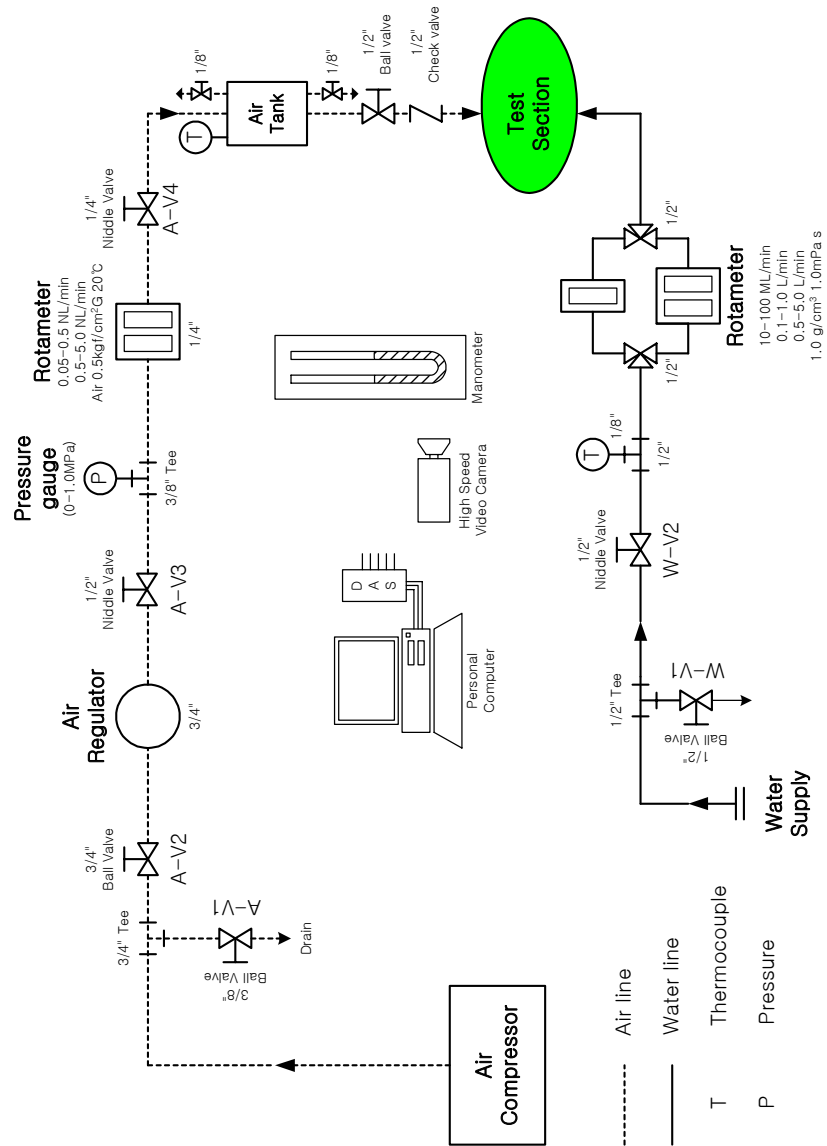 Air
Compressor
3/4" Tee
3/8"
Ball Valve
A-V1
Drain
3/4"
Ball Valve
A-V2
Air
Regulator
3/4"
1/2"
Niddle Valve
A-V3
Pressure
gauge
(0-1.0MPa)
P
3/8" Tee
Rotameter
0.05-0.5 NL/min
0.5-5.0 NL/min
Air 0.5kgf/cm²G 20℃
1/4"
1/4"
Niddle Valve
A-V4
T
Air
Tank
1/8"
1/8"
1/2"
Ball valve
1/2"
Check valve
Test
Section
Personal
Computer
D
A
S
High Speed
Video Camera
Manometer
Water
Supply
1/2" Tee
1/2"
Ball Valve
W-V1
1/2"
Niddle Valve
W-V2
T
1/8"
1/2"
1/2"
1/2"
Rotameter
10-100 ML/min
0.1-1.0 L/min
0.5-5.0 L/min
1.0 g/cm³ 1.0mPa s
Air line
Water line
T Thermocouple
P Pressure